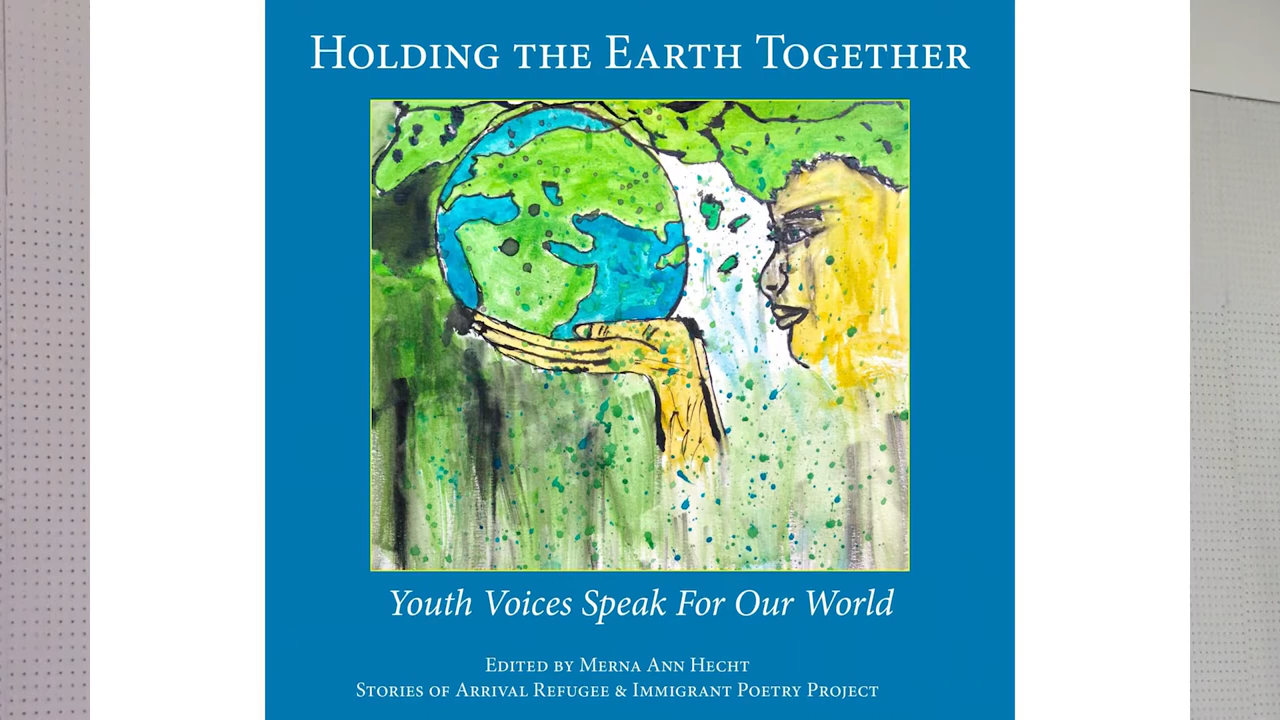 Holding the Earth Together
Youth Voices Speak For Our World
Edited by Merna Ann Hecht
Stories of Arrival Refugee & Immigrant Poetry Project